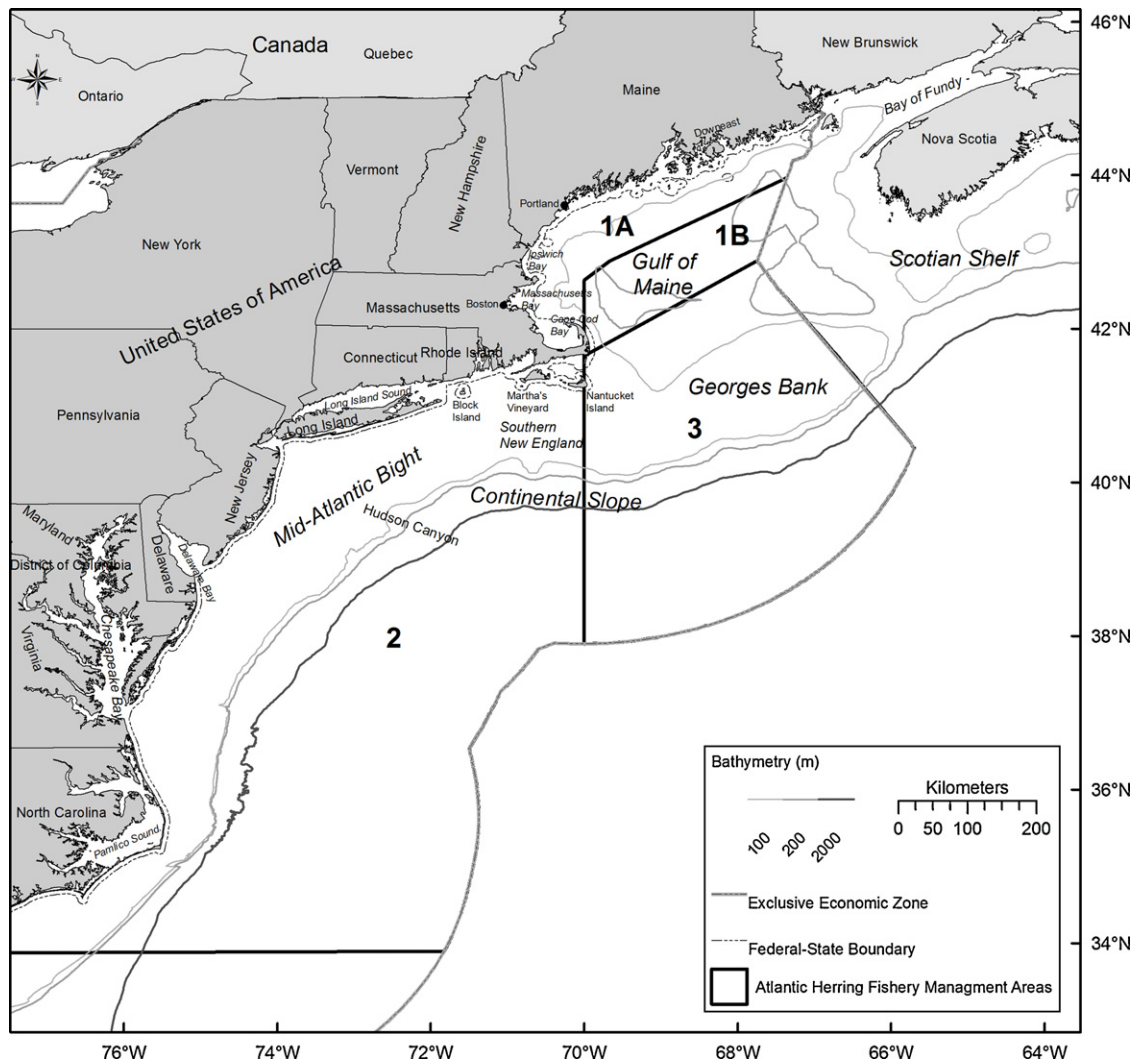 46°N
Canada
Quebec
New Brunswick
N
W
E
S
Ontario
Maine
Bay of Fundy -
Downeast
Nova Scotia
Vermont
New Hampshire
44°N
Portland
1A
1B
New York
Ipswich
Bay
Gulf of
Maine
Scotian Shelf
United States of America
Massachusetts
Boston
Massachusetts
Bay
Cape Cod
Bay
42°N
Connecticut
Rhode Island
Georges Bank
Long Island Sound
Block
Island
Martha's
Vineyard
Nantucket
Island
Pennsylvania
Long Island
Southern
New England
3
New Jersey
Mid-Atlantic Bight
Continental Slope
40°N
Hudson Canyon
Maryland
Delaware
Delaware Bay
District of Columbia
2
38°N
Virginia
Chesapeake Bay
Bathymetry (m)
Kilometers
100
200
2000
0 50 100 200
36°N
North Carolina
Pamlico Sound
Exclusive Economic Zone
Federal-State Boundary
34°N
Atlantic Herring Fishery Managment Areas
76°W 74°W 72°W 70°W 68°W 66°W 64°W